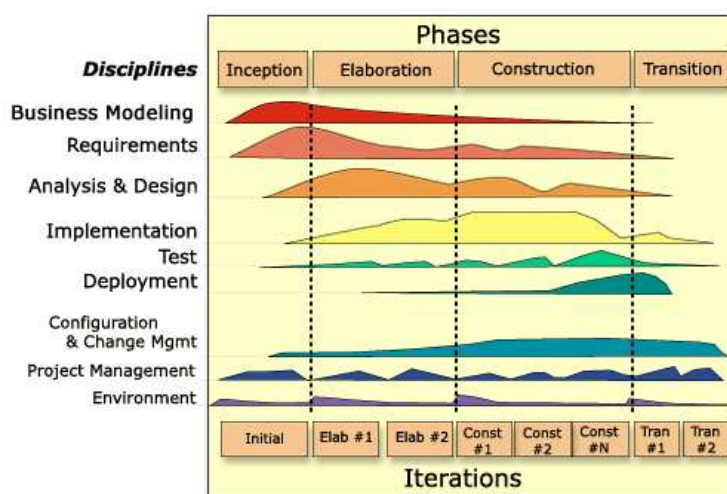 Phases
Disciplines
Inception
Elaboration
Construction
Transition
Business Modeling
Requirements
Analysis & Design
Implementation
Test
Deployment
Configuration
& Change Mgmt
Project Management
Environment
Initial
Elab #1
Elab #2
Const
#1
Const
#2
Const
#N
Tran
#1
Tran
#2
Iterations